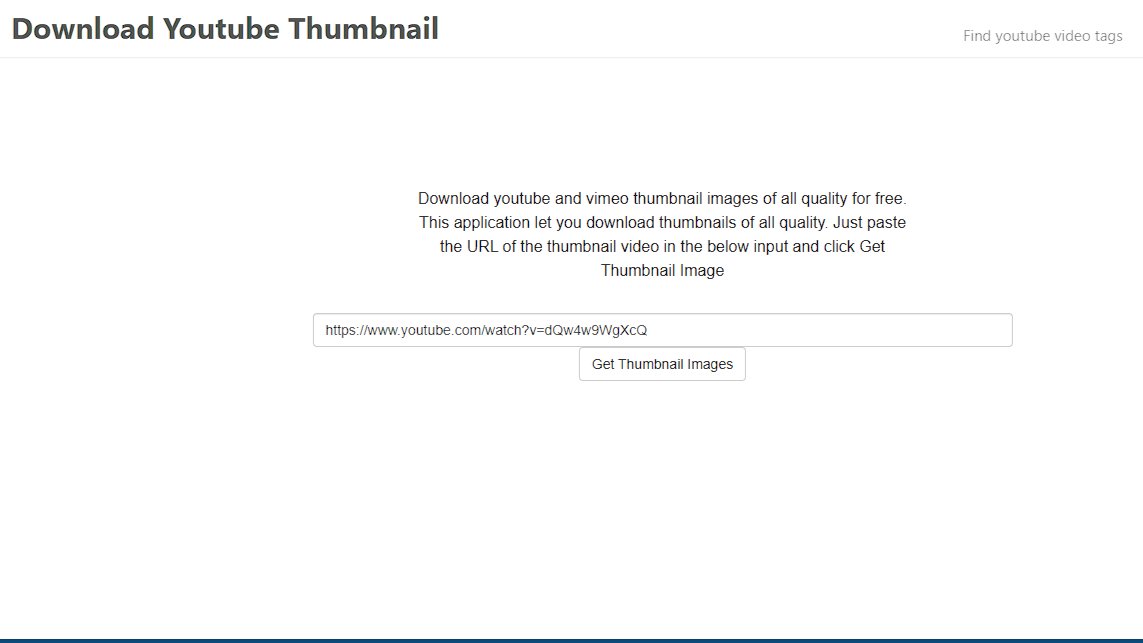 Download Youtube Thumbnail
Find youtube video tags
Download youtube and vimeo thumbnail images of all quality for free.
This application let you download thumbnails of all quality. Just paste
the URL of the thumbnail video in the below input and click Get
Thumbnail Image
https://www.youtube.com/watch?v=dQw4w9WgXcQ
Get Thumbnail Images